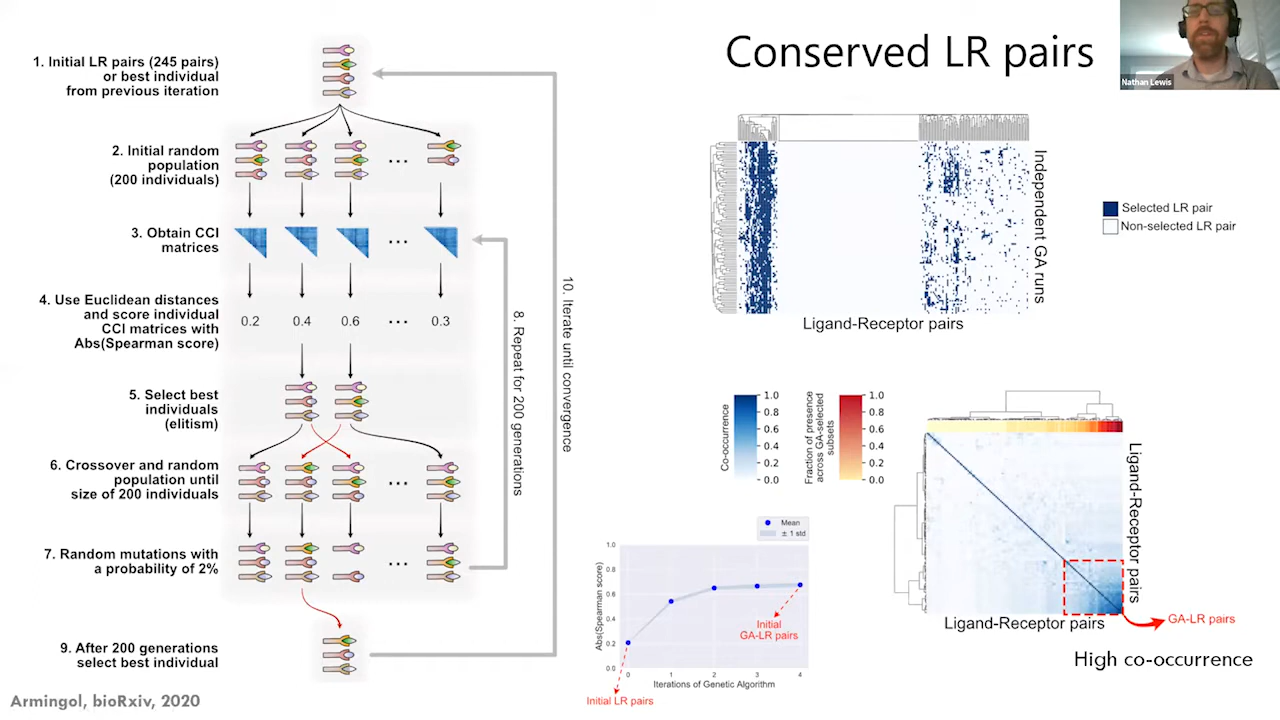 Conserved LR pairs
Nathan Lewis
1. Initial LR pairs (245 pairs)
or best individual
from previous iteration
2. Initial random
population
(200 individuals)
3. Obtain CCI
matrices
4. Use Euclidean distances
and score individual
CCI matrices with
Abs(Spearman score)
0.2
0.4
0.6
...
0.3
5. Select best
individuals
(elitism)
6. Crossover and random
population until
size of 200 individuals
7. Random mutations with
a probability of 2%
8. Repeat for 200 generations
9. After 200 generations
select best individual
10. Iterate until convergence
Armingol, bioRxiv, 2020
Independent GA runs
Ligand-Receptor pairs
Selected LR pair
Non-selected LR pair
Co-occurrence
1.0
0.8
0.6
0.4
0.2
0.0
Fraction of presence
across GA-selected
subsets
1.0
0.8
0.6
0.4
0.2
0.0
Mean
± 1 std
Abs(Spearman score)
1.0
0.8
0.6
0.4
0.2
0.0
0
1
2
3
4
Iterations of Genetic Algorithm
Initial
GA-LR pairs
Initial LR pairs
Ligand-Receptor pairs
Ligand-Receptor pairs
GA-LR pairs
High co-occurrence